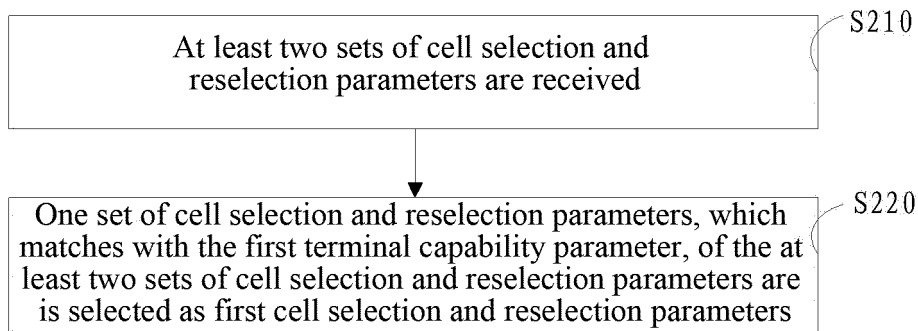 S210
At least two sets of cell selection and
reselection parameters are received
S220
One set of cell selection and reselection parameters, which
matches with the first terminal capability parameter, of the at
least two sets of cell selection and reselection parameters are
is selected as first cell selection and reselection parameters